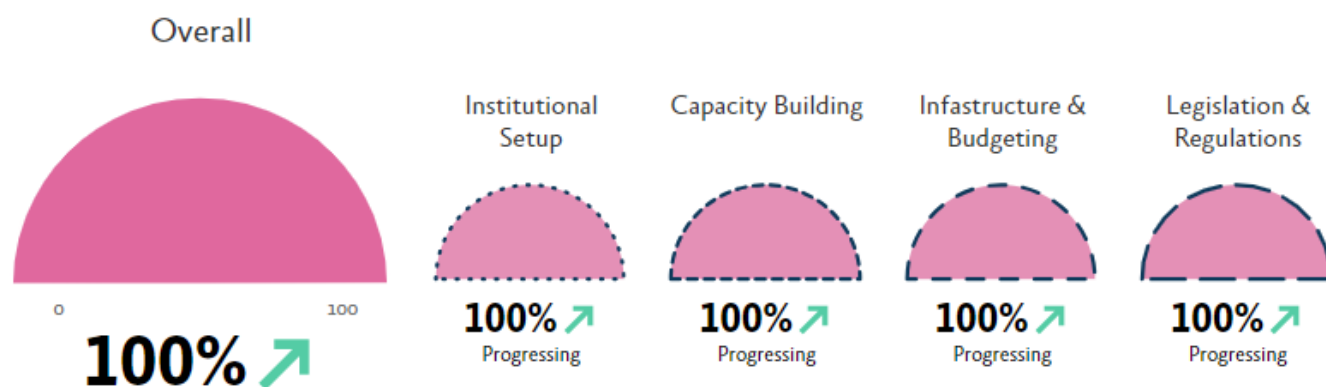 Overall
0
100
100%
Institutional
Setup
100%
Progressing
Capacity Building
100%
Progressing
Infastructure &
Budgeting
100%
Progressing
Legislation &
Regulations
100%
Progressing